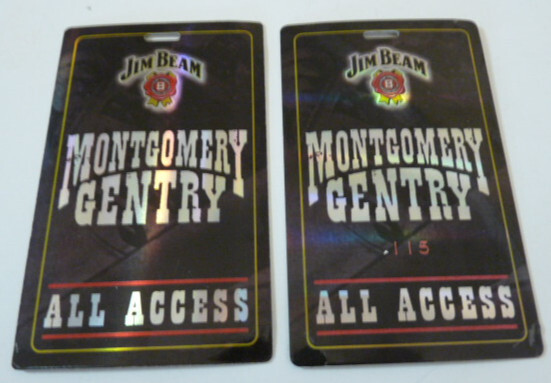 JIM BEAM
B
MONTGOMERY
GENTRY
ALL ACCESS
JIM BEAM
B
MONTGOMERY
GENTRY
.115
ALL ACCESS